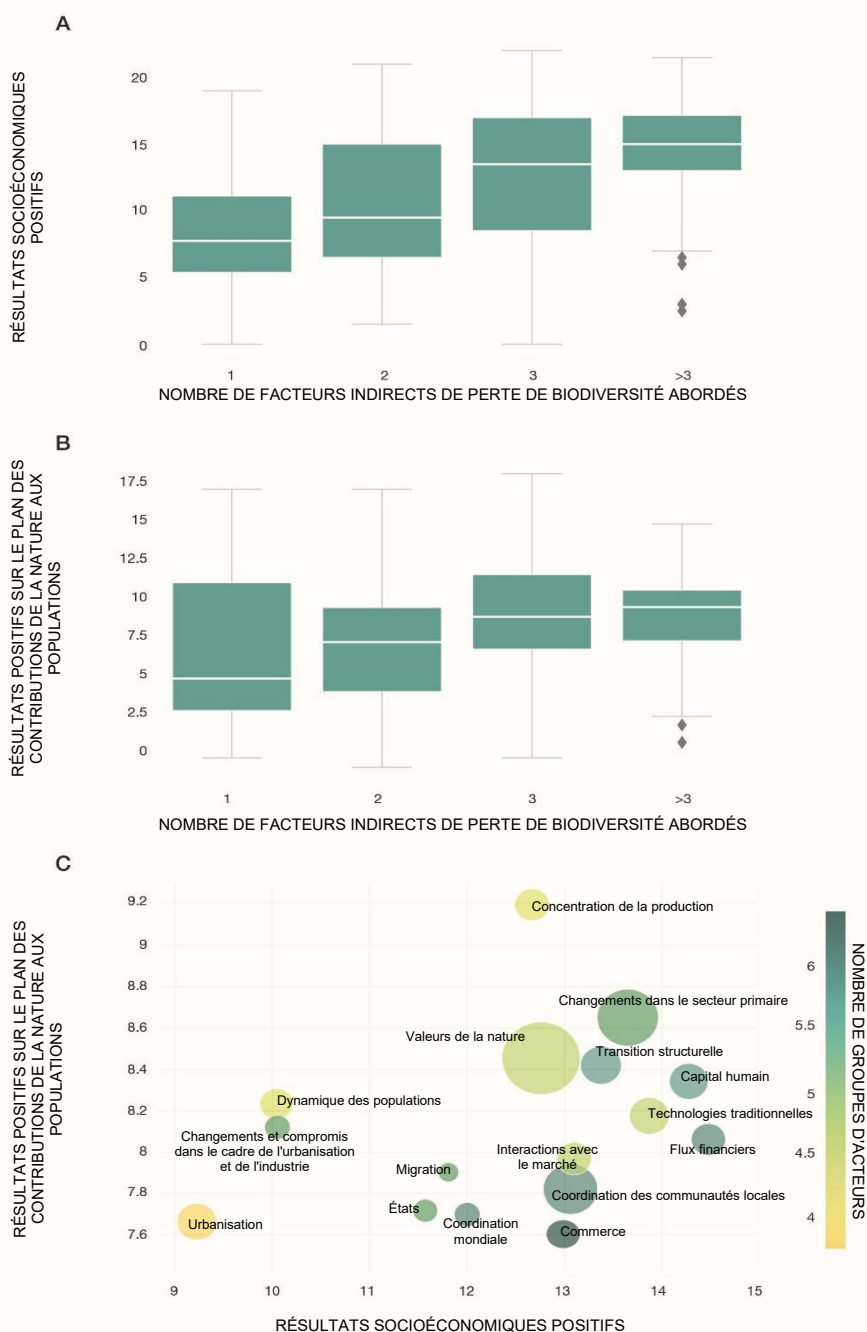 A
RÉSULTATS SOCIOÉCONOMIQUES
POSITIFS
20
15
10
5
0
1
2
3
>3
NOMBRE DE FACTEURS INDIRECTS DE PERTE DE BIODIVERSITÉ ABORDÉS
B
RÉSULTATS POSITIFS SUR LE PLAN DES
CONTRIBUTIONS DE LA NATURE AUX
POPULATIONS
17.5
15
12.5
10
7.5
5
2.5
0
1
2
3
>3
NOMBRE DE FACTEURS INDIRECTS DE PERTE DE BIODIVERSITÉ ABORDÉS
C
RÉSULTATS POSITIFS SUR LE PLAN DES
CONTRIBUTIONS DE LA NATURE AUX
POPULATIONS
9.2
9
8.8
8.6
8.4
8.2
8
7.8
7.6
Concentration de la production
Changements dans le secteur primaire
Valeurs de la nature
Transition structurelle
Capital humain
Dynamique des populations
Technologies traditionnelles
Changements et compromis
dans le cadre de l'urbanisation
et de l'industrie
Flux financiers
Interactions avec
le marché
Migration
Coordination des communautés locales
États
Coordination
mondiale
Commerce
Urbanisation
9
10
11
12
13
14
15
RÉSULTATS SOCIOÉCONOMIQUES POSITIFS
6
5.5
5
4.5
4
NOMBRE DE GROUPES D'ACTEURS